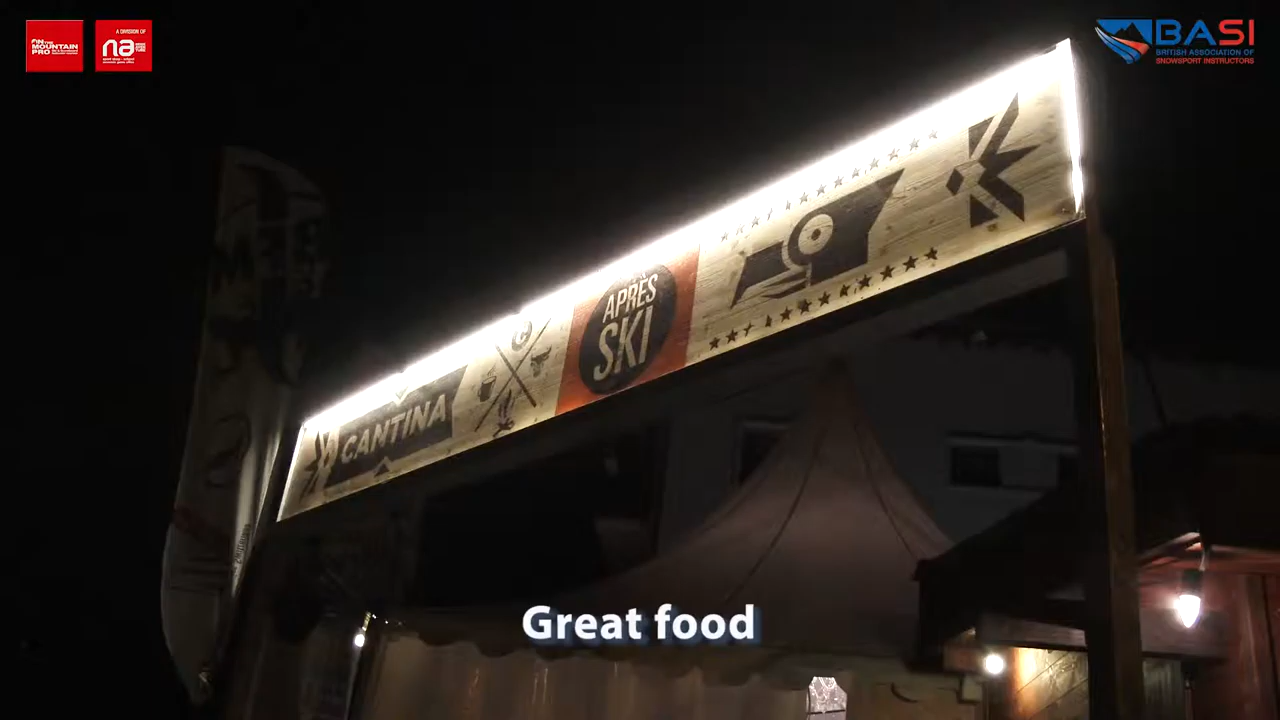 ON THE
MOUNTAIN
PRO
A DIVISION OF
na
BASI
BRITISH ASSOCIATION OF
SNOWSPORT INSTRUCTORS
APRÈS
SKI
CANTINA
Great food